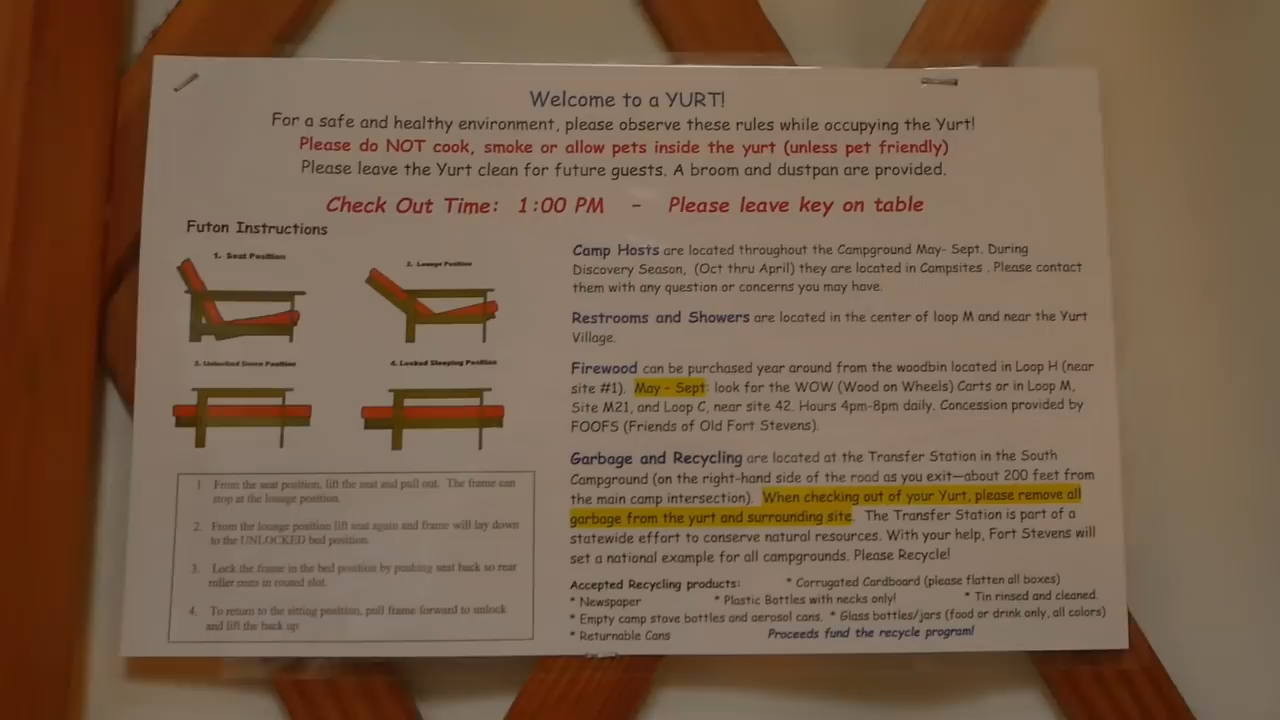 Welcome to a YURT!
For a safe and healthy environment, please observe these rules while occupying the Yurt!
Please do NOT cook, smoke or allow pets inside the yurt (unless pet friendly)
Please leave the Yurt clean for future guests. A broom and dustpan are provided.
Check Out Time: 1:00 PM - Please leave key on table
Futon Instructions
1. Seat Position
2. Lounge Position
3. Unlocked Down Position
4. Locked Sleeping Position
1 From the seat position, lift the seat and pull out. The frame can
stop at the lounge position.
2. From the lounge position lift seat again and frame will lay down
to the UNLOCKED bed position.
3. Lock the frame in the bed position by pushing seat back so rear
roller rests in round slot.
4. To return to the sitting position, pull frame forward to unlock
and lift the back up.
Camp Hosts are located throughout the Campground May- Sept. During
Discovery Season, (Oct thru April) they are located in Campsites . Please contact
them with any question or concerns you may have.
Restrooms and Showers are located in the center of loop M and near the Yurt
Village.
Firewood can be purchased year around from the woodbin located in Loop H (near
site #1). May - Sept: look for the WOW (Wood on Wheels) Carts or in Loop M,
Site M21, and Loop C, near site 42. Hours 4pm-8pm daily. Concession provided by
FOOFS (Friends of Old Fort Stevens).
Garbage and Recycling are located at the Transfer Station in the South
Campground (on the right-hand side of the road as you exit—about 200 feet from
the main camp intersection). When checking out of your Yurt, please remove all
garbage from the yurt and surrounding site. The Transfer Station is part of a
statewide effort to conserve natural resources. With your help, Fort Stevens will
set a national example for all campgrounds. Please Recycle!
Accepted Recycling products: * Corrugated Cardboard (please flatten all boxes)
* Newspaper * Plastic Bottles with necks only! * Tin rinsed and cleaned.
* Empty camp stove bottles and aerosol cans. * Glass bottles/jars (food or drink only, all colors)
* Returnable Cans Proceeds fund the recycle program!